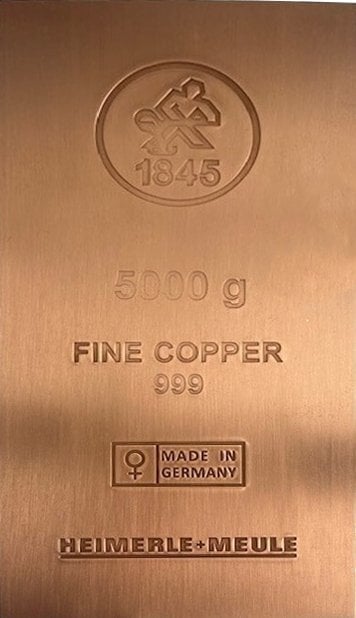 1845
5000 g
FINE COPPER
999
♀ MADE IN
GERMANY
HEIMERLE+MEULE